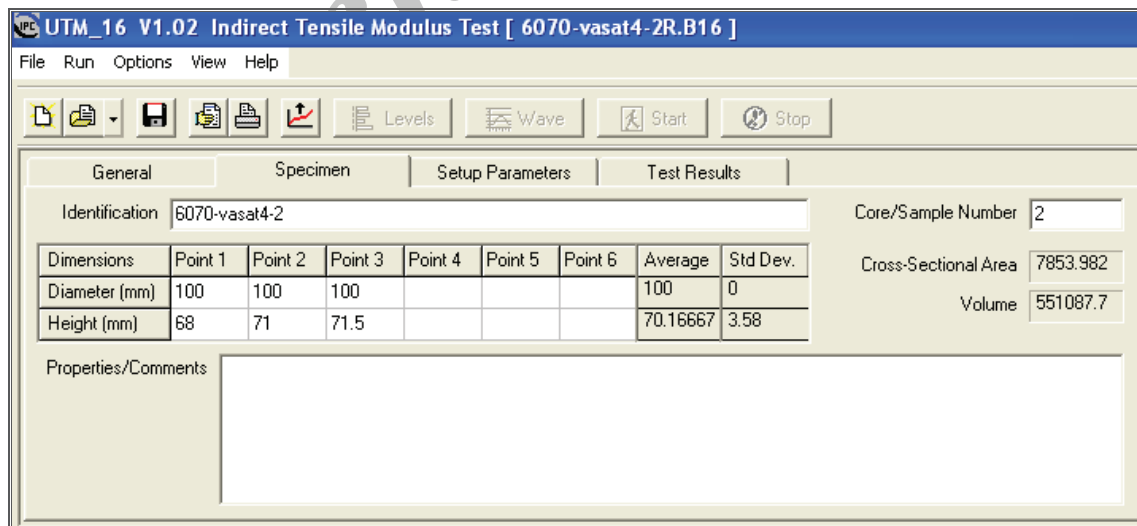 IPC UTM_16 V1.02 Indirect Tensile Modulus Test [ 6070-vasat4-2R.B16 ]
File Run Options View Help
Levels Wave Start Stop
General Specimen Setup Parameters Test Results
Identification 6070-vasat4-2 Core/Sample Number 2
Dimensions Point 1 Point 2 Point 3 Point 4 Point 5 Point 6 Average Std Dev.
Cross-Sectional Area 7853.982
Diameter (mm) 100 100 100 100 0
Volume 551087.7
Height (mm) 68 71 71.5 70.16667 3.58
Properties/Comments